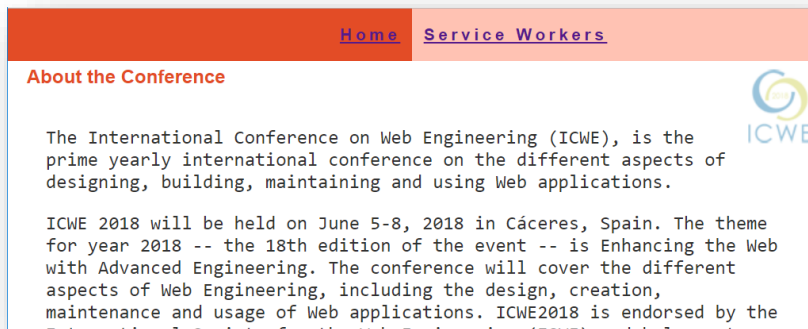 Home Service Workers
About the Conference
ICWE
The International Conference on Web Engineering (ICWE), is the
prime yearly international conference on the different aspects of
designing, building, maintaining and using Web applications.
ICWE 2018 will be held on June 5-8, 2018 in Cáceres, Spain. The theme
for year 2018 -- the 18th edition of the event -- is Enhancing the Web
with Advanced Engineering. The conference will cover the different
aspects of Web Engineering, including the design, creation,
maintenance and usage of Web applications. ICWE2018 is endorsed by the